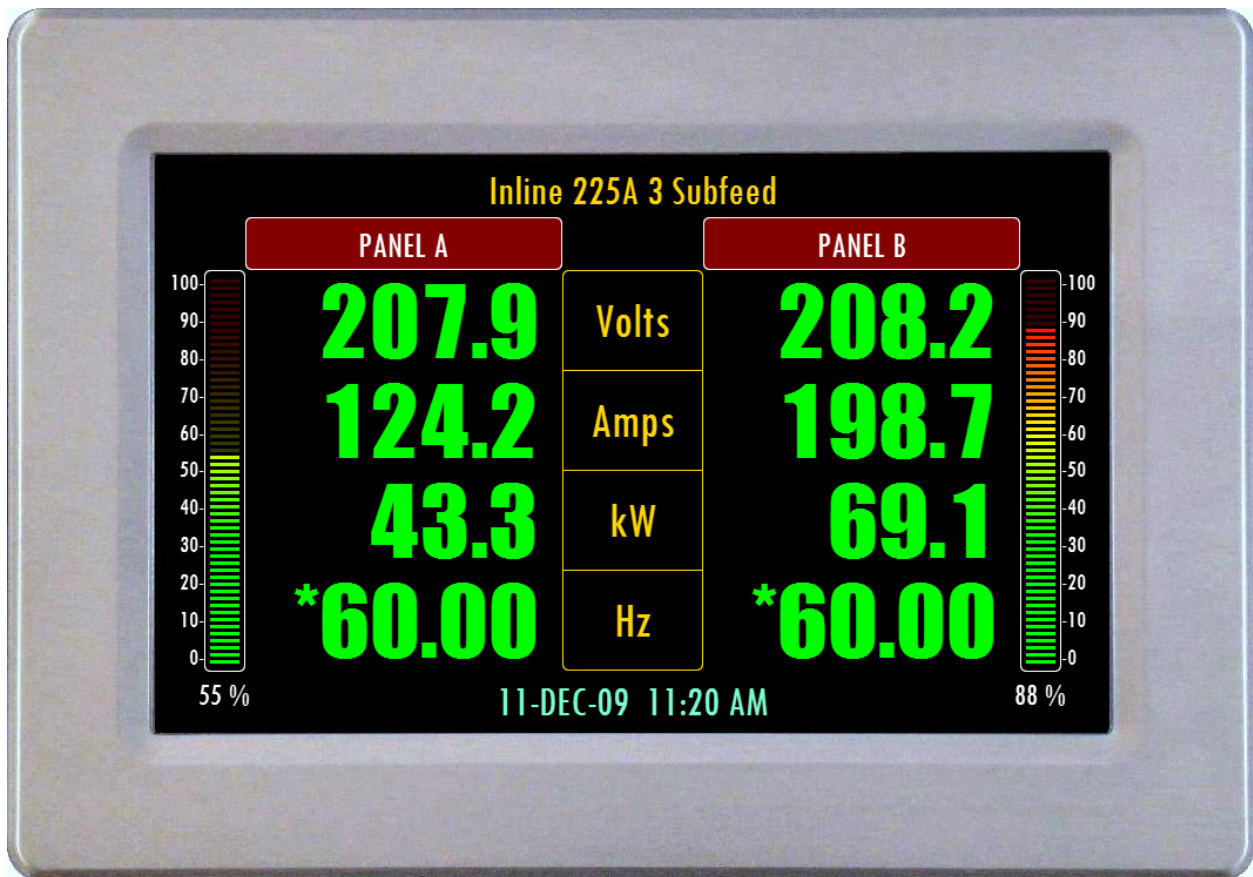 Inline 225A 3 Subfeed
PANEL A PANEL B
100- -100
207.9 Volts 208.2
90- -90
80- -80
70- -70
124.2 Amps 198.7
60- -60
50- -50
40- -40
43.3 kW 69.1
30- -30
20- -20
*60.00 Hz *60.00
10- -10
0- -0
55 % 11-DEC-09 11:20 AM 88 %